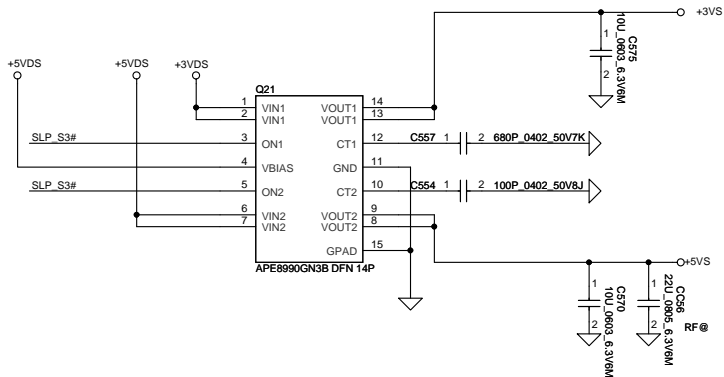 +3VS
C575
10U_0603_6.3V6M
1
2
+5VDS
+5VDS
+3VDS
Q21
1 VIN1 VOUT1 14
2 VIN1 VOUT1 13
SLP_S3# 3 ON1 CT1 12 C557 1 2 680P_0402_50V7K
4 VBIAS GND 11
SLP_S3# 5 ON2 CT2 10 C554 1 2 100P_0402_50V8J
6 VIN2 VOUT2 9
7 VIN2 VOUT2 8
GPAD 15
APE8990GN3B DFN 14P
+5VS
1
2
C570
10U_0603_6.3V6M
1
2
CC56
22U_0805_6.3V6M
RF@